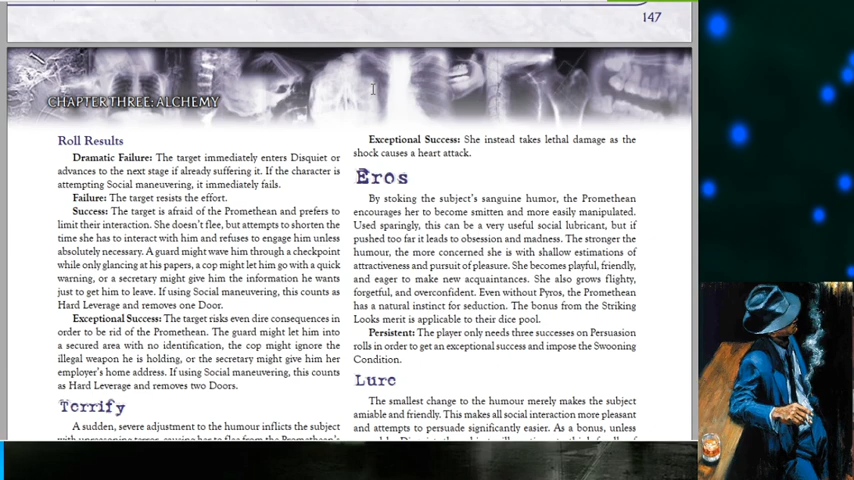 147
CHAPTER THREE: ALCHEMY
Roll Results
Dramatic Failure: The target immediately enters Disquiet or
advances to the next stage if already suffering it. If the character is
attempting Social maneuvering, it immediately fails.
Failure: The target resists the effort.
Success: The target is afraid of the Promethean and prefers to
limit their interaction. She doesn't flee, but attempts to shorten the
time she has to interact with him and refuses to engage him unless
absolutely necessary. A guard might wave him through a checkpoint
while only glancing at his papers, a cop might let him go with a quick
warning, or a secretary might give him the information he wants
just to get him to leave. If using Social maneuvering, this counts as
Hard Leverage and removes one Door.
Exceptional Success: The target risks even dire consequences in
order to be rid of the Promethean. The guard might let him into
a secured area with no identification, the cop might ignore the
illegal weapon he is holding, or the secretary might give him her
employer's home address. If using Social maneuvering, this counts
as Hard Leverage and removes two Doors.
Terrify
A sudden, severe adjustment to the humour inflicts the subject
with unreasoning terror, causing her to flee from the Promethean's
Exceptional Success: She instead takes lethal damage as the
shock causes a heart attack.
Eros
By stoking the subject's sanguine humor, the Promethean
encourages her to become smitten and more easily manipulated.
Used sparingly, this can be a very useful social lubricant, but if
pushed too far it leads to obsession and madness. The stronger the
humour, the more concerned she is with shallow estimations of
attractiveness and pursuit of pleasure. She becomes playful, friendly,
and eager to make new acquaintances. She also grows flighty,
forgetful, and overconfident. Even without Pyros, the Promethean
has a natural instinct for seduction. The bonus from the Striking
Looks merit is applicable to their dice pool.
Persistent: The player only needs three successes on Persuasion
rolls in order to get an exceptional success and impose the Swooning
Condition.
Lure
The smallest change to the humour merely makes the subject
amiable and friendly. This makes all social interaction more pleasant
and attempts to persuade significantly easier. As a bonus, unless